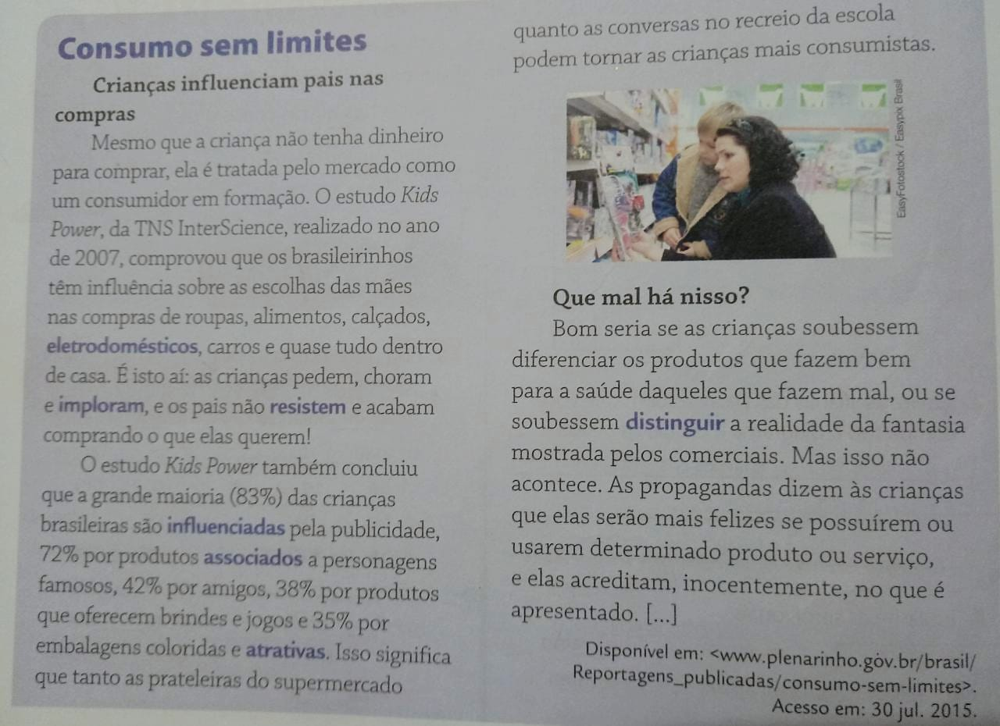 Consumo sem limites
Crianças influenciam pais nas
compras
Mesmo que a criança não tenha dinheiro
para comprar, ela é tratada pelo mercado como
um consumidor em formação. O estudo Kids
Power, da TNS InterScience, realizado no ano
de 2007, comprovou que os brasileirinhos
têm influência sobre as escolhas das mães
nas compras de roupas, alimentos, calçados,
eletrodomésticos, carros e quase tudo dentro
de casa. É isto aí: as crianças pedem, choram
e imploram, e os pais não resistem e acabam
comprando o que elas querem!
O estudo Kids Power também concluiu
que a grande maioria (83%) das crianças
brasileiras são influenciadas pela publicidade,
72% por produtos associados a personagens
famosos, 42% por amigos, 38% por produtos
que oferecem brindes e jogos e 35% por
embalagens coloridas e atrativas. Isso significa
que tanto as prateleiras do supermercado
quanto as conversas no recreio da escola
podem tornar as crianças mais consumistas.
EasyFotostock / Easypix Brasil
Que mal há nisso?
Bom seria se as crianças soubessem
diferenciar os produtos que fazem bem
para a saúde daqueles que fazem mal, ou se
soubessem distinguir a realidade da fantasia
mostrada pelos comerciais. Mas isso não
acontece. As propagandas dizem às crianças
que elas serão mais felizes se possuírem ou
usarem determinado produto ou serviço,
e elas acreditam, inocentemente, no que é
apresentado. [...]
Disponível em: <www.plenarinho.gov.br/brasil/
Reportagens_publicadas/consumo-sem-limites>.
Acesso em: 30 jul. 2015.